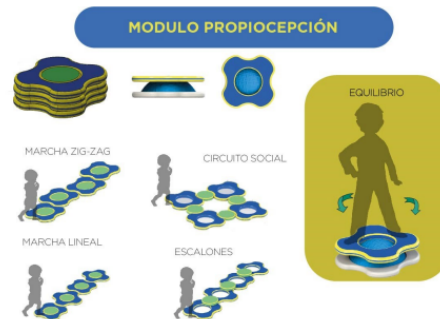 MODULO PROPIOCEPCIÓN
EQUILIBRIO
MARCHA ZIG-ZAG
CIRCUITO SOCIAL
MARCHA LINEAL
ESCALONES